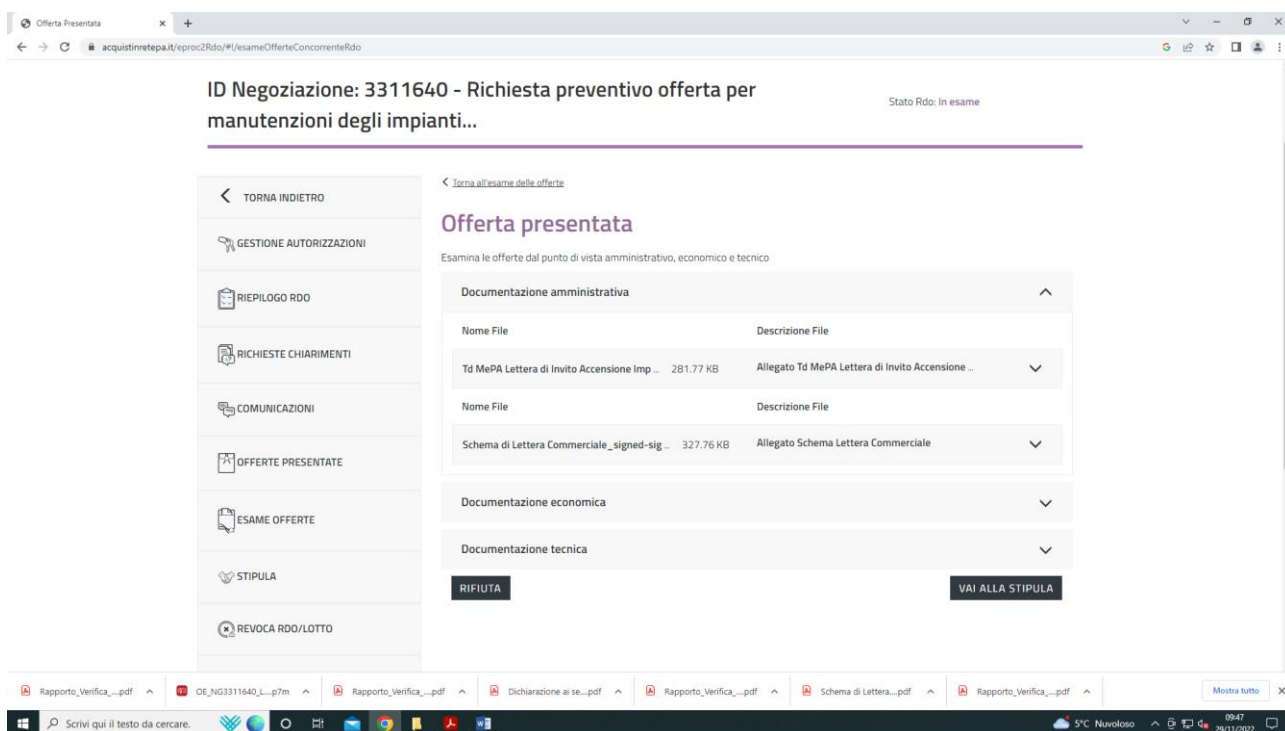 Offerta Presentata
acquistinretepa.it/eproc2Rdo/#!/esameOfferteConcorrenteRdo
ID Negoziazione: 3311640 - Richiesta preventivo offerta per
manutenzioni degli impianti...
Stato Rdo: In esame
TORNA INDIETRO
GESTIONE AUTORIZZAZIONI
RIEPILOGO RDO
RICHIESTE CHIARIMENTI
COMUNICAZIONI
OFFERTE PRESENTATE
ESAME OFFERTE
STIPULA
REVOCA RDO/LOTTO
Torna all'esame delle offerte
Offerta presentata
Esamina le offerte dal punto di vista amministrativo, economico e tecnico
Documentazione amministrativa
Nome File Descrizione File
Td MePA Lettera di Invito Accensione Imp ... 281.77 KB Allegato Td MePA Lettera di Invito Accensione ...
Nome File Descrizione File
Schema di Lettera Commerciale_signed-sig ... 327.76 KB Allegato Schema Lettera Commerciale
Documentazione economica
Documentazione tecnica
RIFIUTA VAI ALLA STIPULA
Rapporto_Verifica_....pdf OE_NG3311640_L....p7m Rapporto_Verifica_....pdf Dichiarazione ai se....pdf Rapporto_Verifica_....pdf Schema di Lettera....pdf Rapporto_Verifica_....pdf Mostra tutto
Scrivi qui il testo da cercare. 5°C Nuvoloso 09:47
29/11/2022